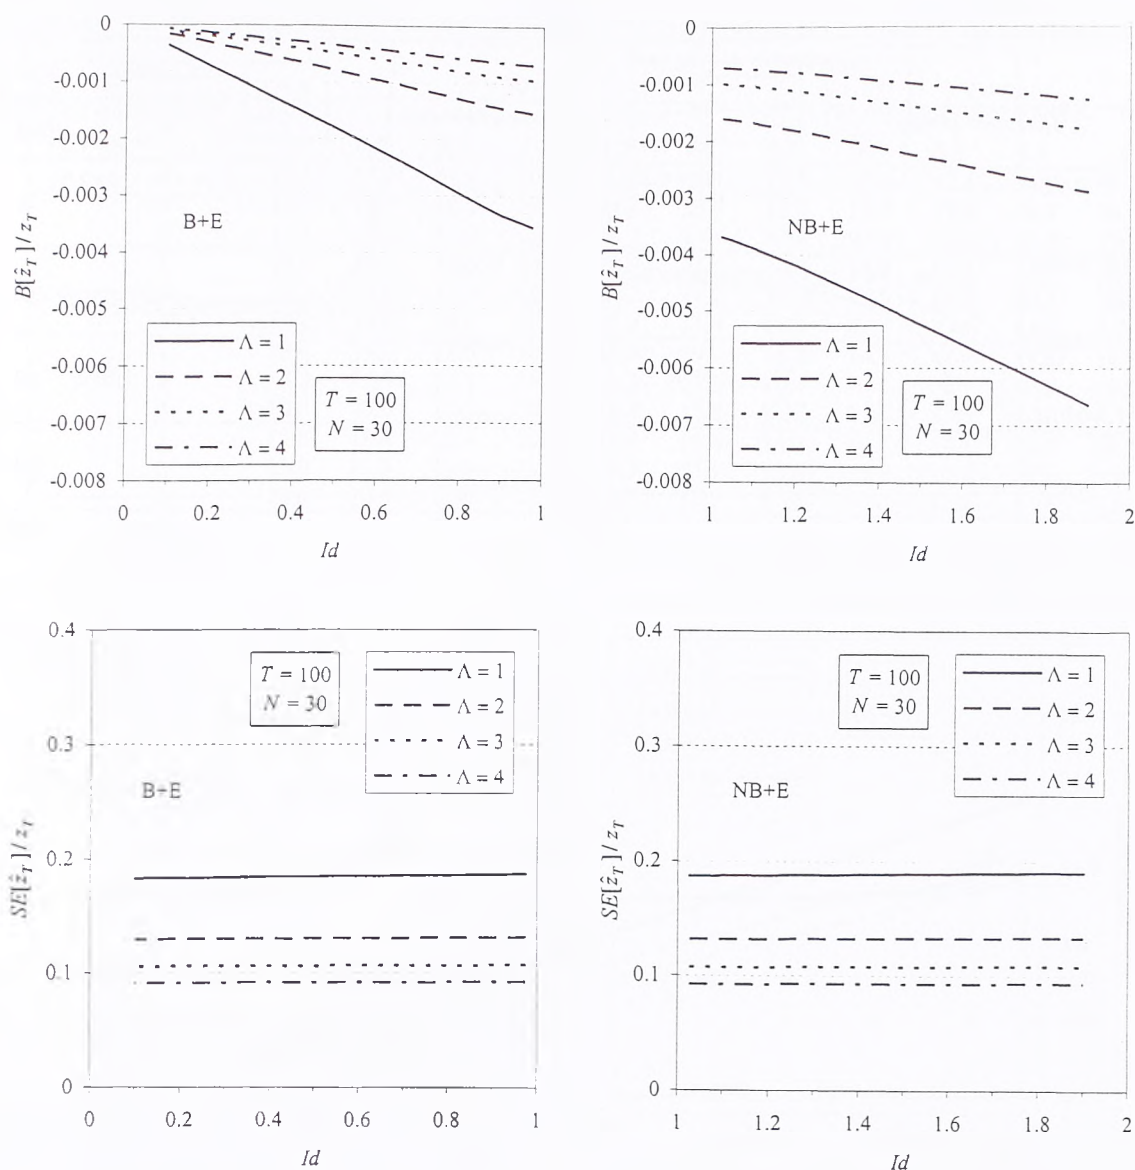 0
-0.001
-0.002
-0.003
-0.004
-0.005
-0.006
-0.007
-0.008
B[ẑ_T]/z_T
B+E
Λ = 1
Λ = 2
Λ = 3
Λ = 4
T = 100
N = 30
0 0.2 0.4 0.6 0.8 1
Id
0
-0.001
-0.002
-0.003
-0.004
-0.005
-0.006
-0.007
-0.008
B[ẑ_T]/z_T
NB+E
Λ = 1
Λ = 2
Λ = 3
Λ = 4
T = 100
N = 30
1 1.2 1.4 1.6 1.8 2
Id
0.4
0.3
0.2
0.1
0
SE[ẑ_T]/z_T
T = 100
N = 30
Λ = 1
Λ = 2
Λ = 3
Λ = 4
B+E
0 0.2 0.4 0.6 0.8 1
Id
0.4
0.3
0.2
0.1
0
SE[ẑ_T]/z_T
T = 100
N = 30
Λ = 1
Λ = 2
Λ = 3
Λ = 4
NB+E
1 1.2 1.4 1.6 1.8 2
Id